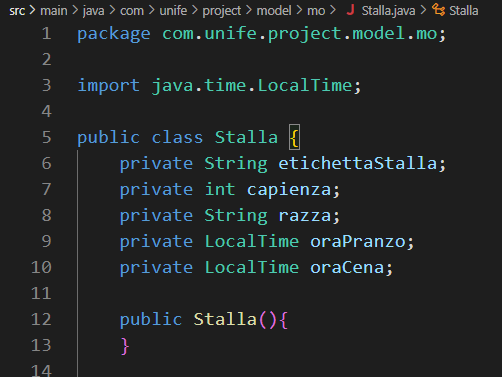 src > main > java > com > unife > project > model > mo > J Stalla.java > Stalla
1 package com.unife.project.model.mo;
2
3 import java.time.LocalTime;
4
5 public class Stalla {
6 private String etichettaStalla;
7 private int capienza;
8 private String razza;
9 private LocalTime oraPranzo;
10 private LocalTime oraCena;
11
12 public Stalla(){
13 }
14